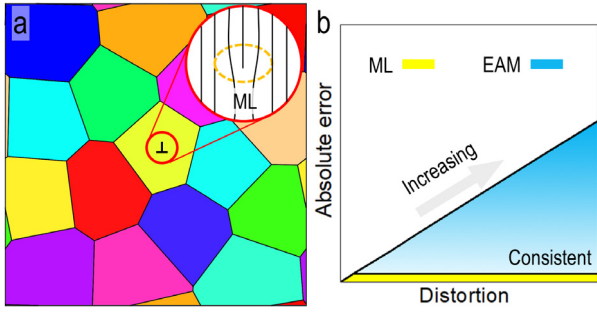 a
ML
⊥
b
ML
EAM
Absolute error
Increasing
Consistent
Distortion